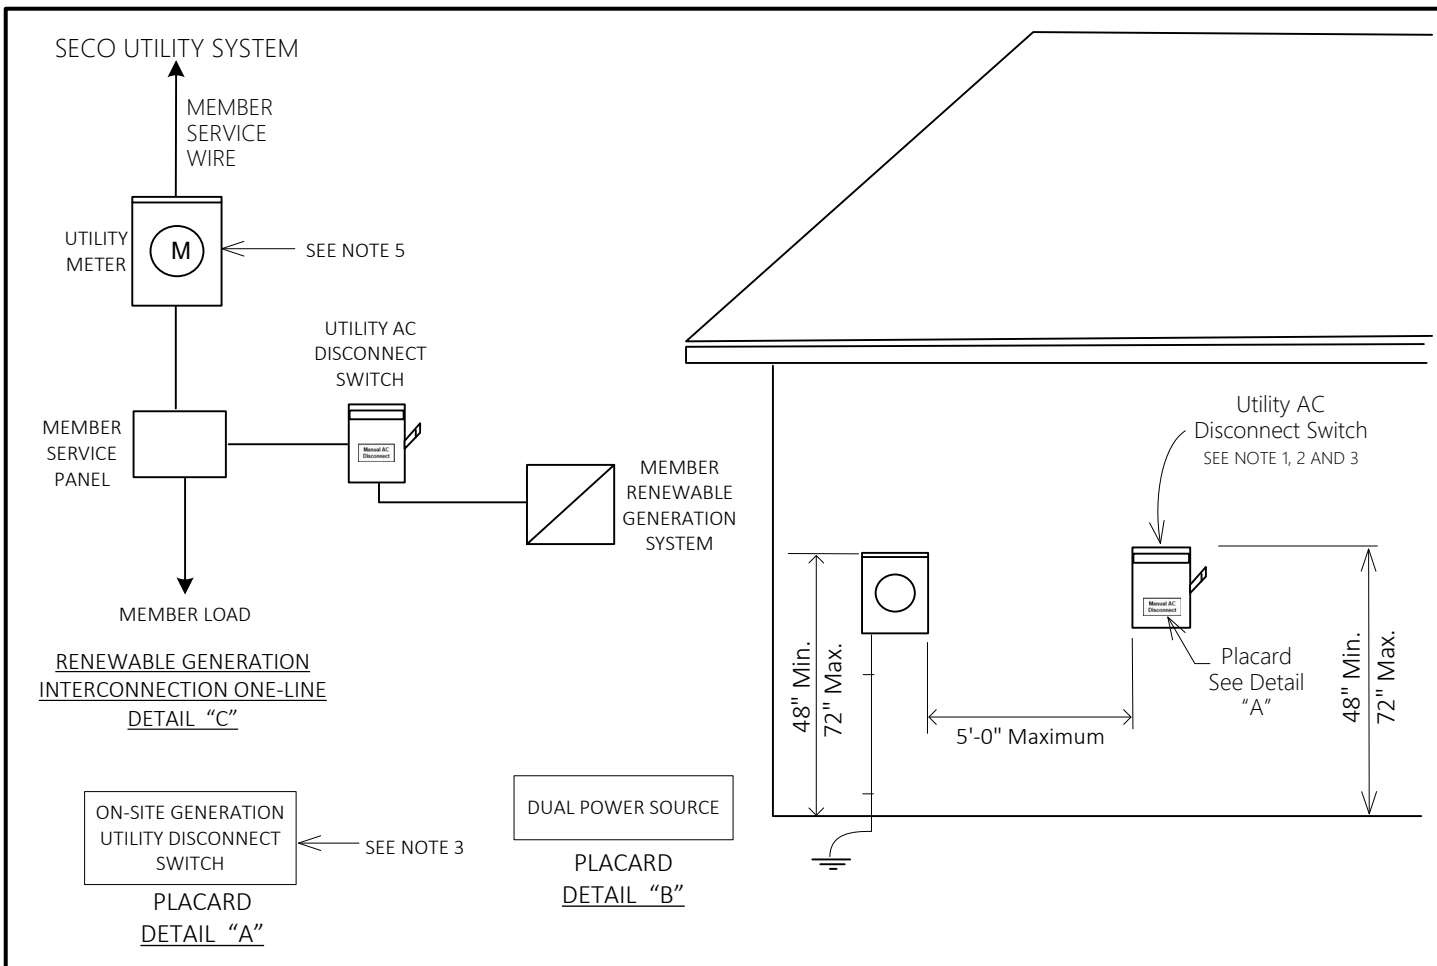 SECO UTILITY SYSTEM
MEMBER
SERVICE
WIRE
UTILITY
METER
M
SEE NOTE 5
UTILITY AC
DISCONNECT
SWITCH
MEMBER
SERVICE
PANEL
Manual AC
Disconnect
MEMBER
RENEWABLE
GENERATION
SYSTEM
MEMBER LOAD
RENEWABLE GENERATION
INTERCONNECTION ONE-LINE
DETAIL "C"
ON-SITE GENERATION
UTILITY DISCONNECT
SWITCH
SEE NOTE 3
PLACARD
DETAIL "A"
DUAL POWER SOURCE
PLACARD
DETAIL "B"
Utility AC
Disconnect Switch
SEE NOTE 1, 2 AND 3
Manual AC
Disconnect
Placard
See Detail
"A"
48" Min.
72" Max.
5'-0" Maximum
48" Min.
72" Max.